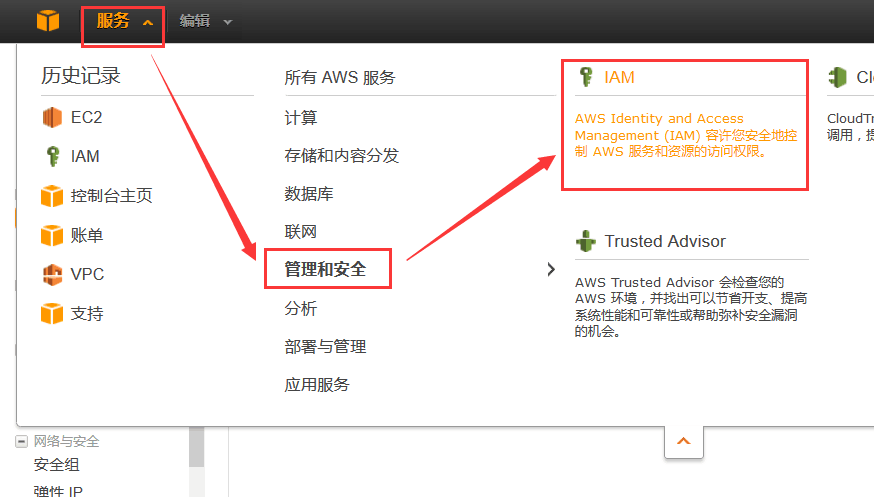 服务 编辑
历史记录
EC2
IAM
控制台主页
账单
VPC
支持
所有 AWS 服务
计算
存储和内容分发
数据库
联网
管理和安全
分析
部署与管理
应用服务
IAM
AWS Identity and Access
Management (IAM) 容许您安全地控
制 AWS 服务和资源的访问权限。
Trusted Advisor
AWS Trusted Advisor 会检查您的
AWS 环境，并找出可以节省开支、提高
系统性能和可靠性或帮助弥补安全漏洞
的机会。
网络与安全
安全组
弹性 IP